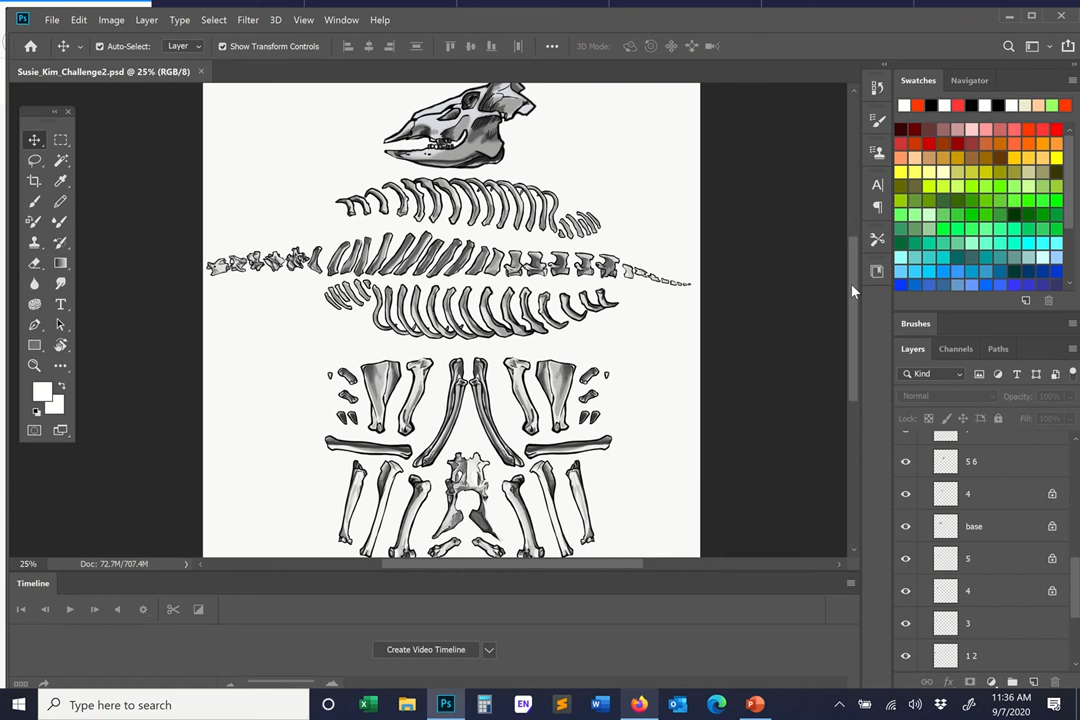 Ps File Edit Image Layer Type Select Filter 3D View Window Help
Auto-Select: Layer Show Transform Controls 3D Mode:
Susie_Kim_Challenge2.psd @ 25% (RGB/8) ×
Swatches Navigator
Brushes
Layers Channels Paths
Kind
Normal Opacity: 100%
Lock: Fill: 100%
5 6
4
base
5
4
3
1 2
25% Doc: 72.7M/707.4M
Timeline
Create Video Timeline
Type here to search
11:36 AM
9/7/2020